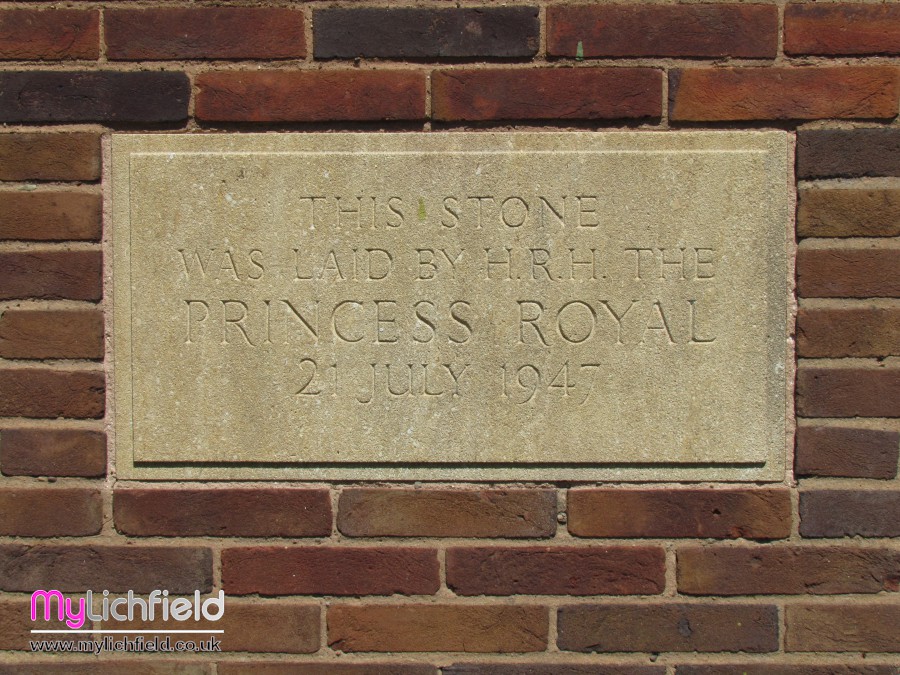 THIS STONE
WAS LAID BY H.R.H. THE
PRINCESS ROYAL
21 JULY 1947
MyLichfield
www.mylichfield.co.uk